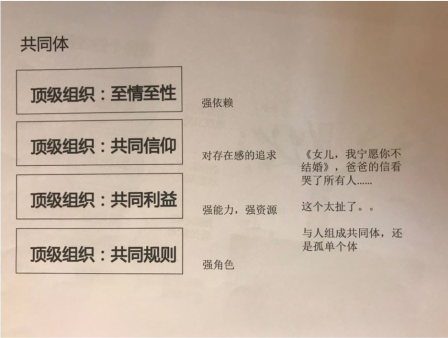 共同体
顶级组织：至情至性
强依赖
顶级组织：共同信仰
对存在感的追求
《女儿，我宁愿你不
结婚》，爸爸的信看
哭了所有人......
顶级组织：共同利益
强能力，强资源
这个太扯了。。
顶级组织：共同规则
强角色
与人组成共同体，还
是孤单个体